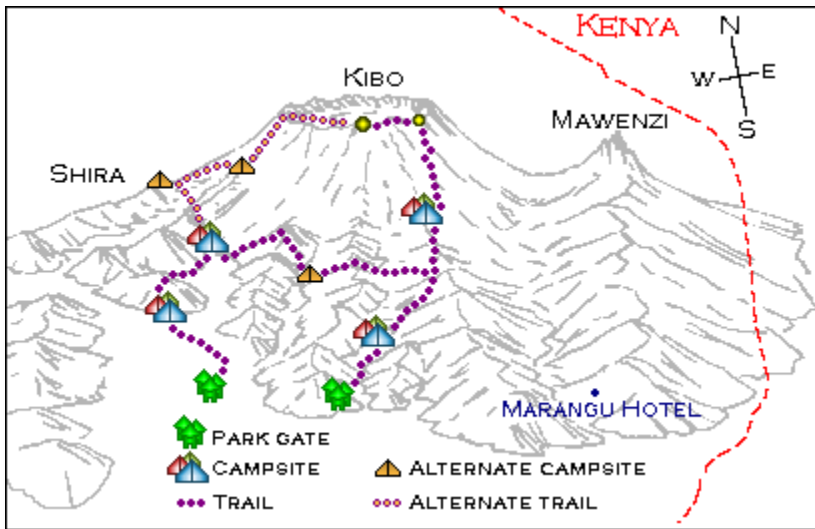 KENYA
N
W E
S
KIBO
MAWENZI
SHIRA
MARANGU HOTEL
PARK GATE
CAMPSITE
ALTERNATE CAMPSITE
TRAIL
ALTERNATE TRAIL